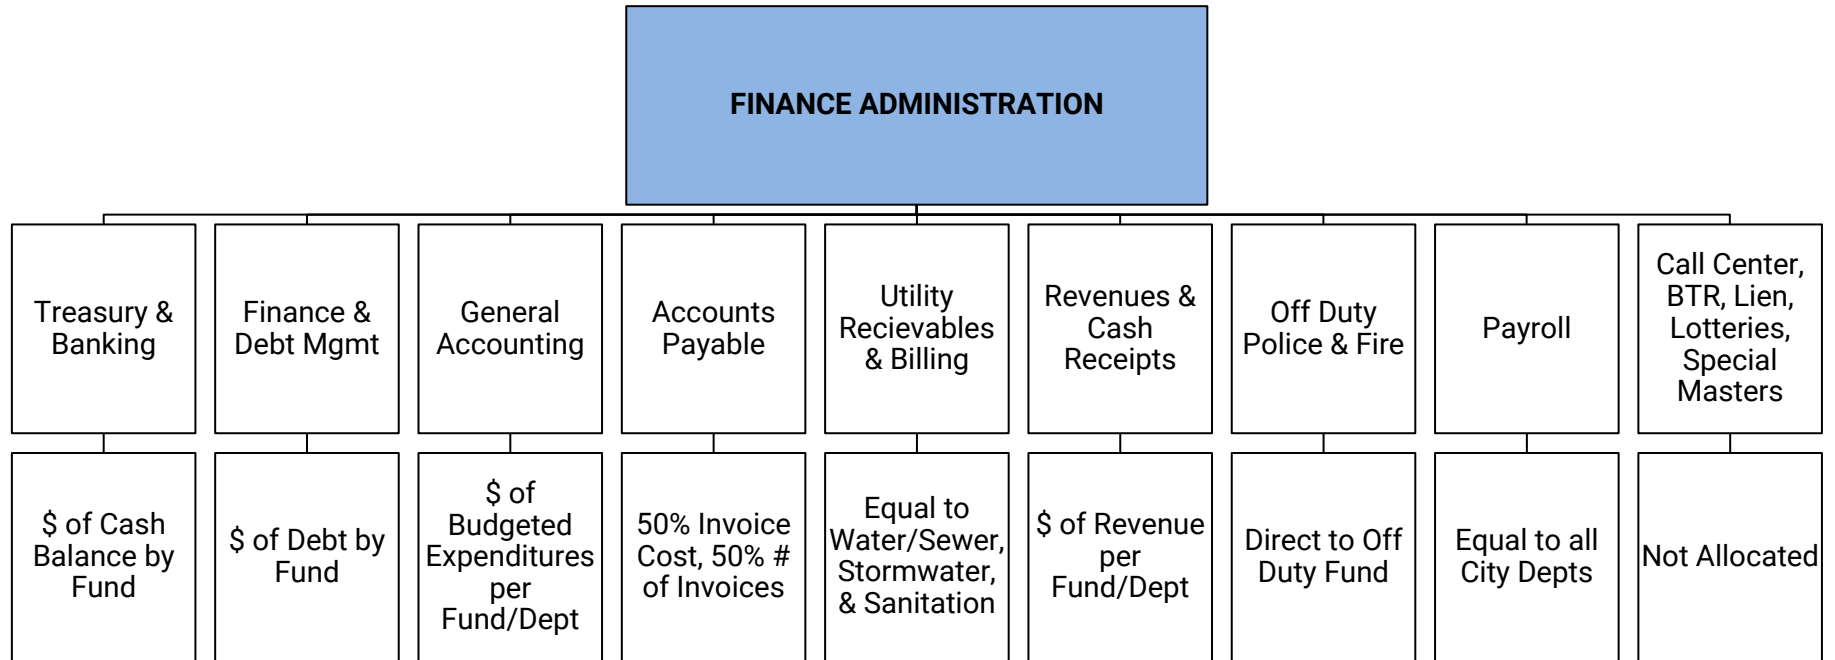 FINANCE ADMINISTRATION
Treasury &
Banking
Finance &
Debt Mgmt
General
Accounting
Accounts
Payable
Utility
Recievables
& Billing
Revenues &
Cash
Receipts
Off Duty
Police & Fire
Payroll
Call Center,
BTR, Lien,
Lotteries,
Special
Masters
$ of Cash
Balance by
Fund
$ of Debt by
Fund
$ of
Budgeted
Expenditures
per
Fund/Dept
50% Invoice
Cost, 50% #
of Invoices
Equal to
Water/Sewer,
Stormwater,
& Sanitation
$ of Revenue
per
Fund/Dept
Direct to Off
Duty Fund
Equal to all
City Depts
Not Allocated